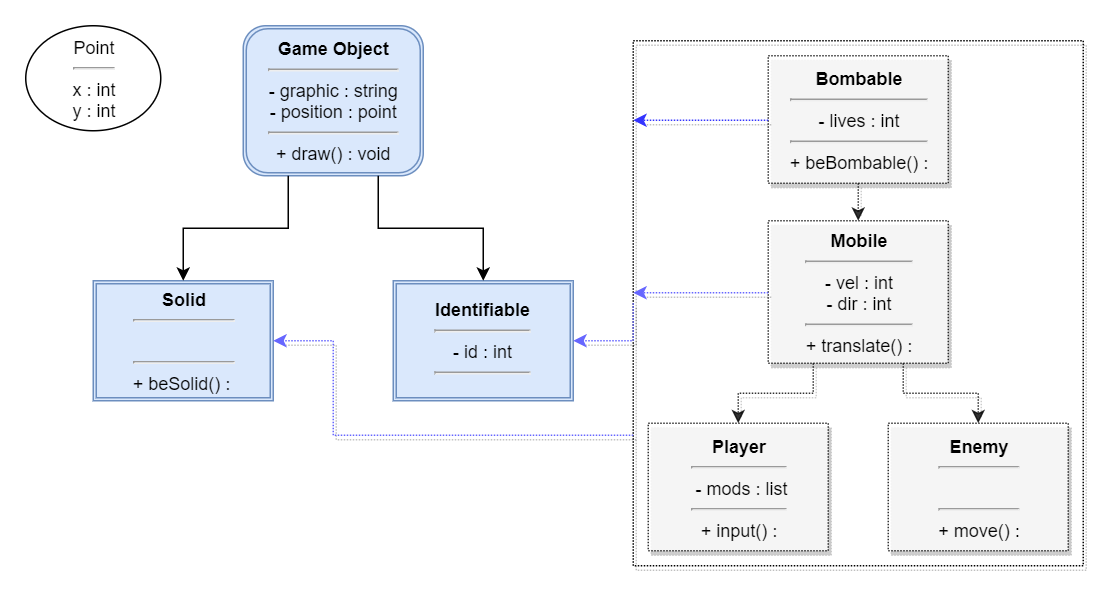 Point
x : int
y : int
Game Object
- graphic : string
- position : point
+ draw() : void
Solid
+ beSolid() :
Identifiable
- id : int
Bombable
- lives : int
+ beBombable() :
Mobile
- vel : int
- dir : int
+ translate() :
Player
- mods : list
+ input() :
Enemy
+ move() :